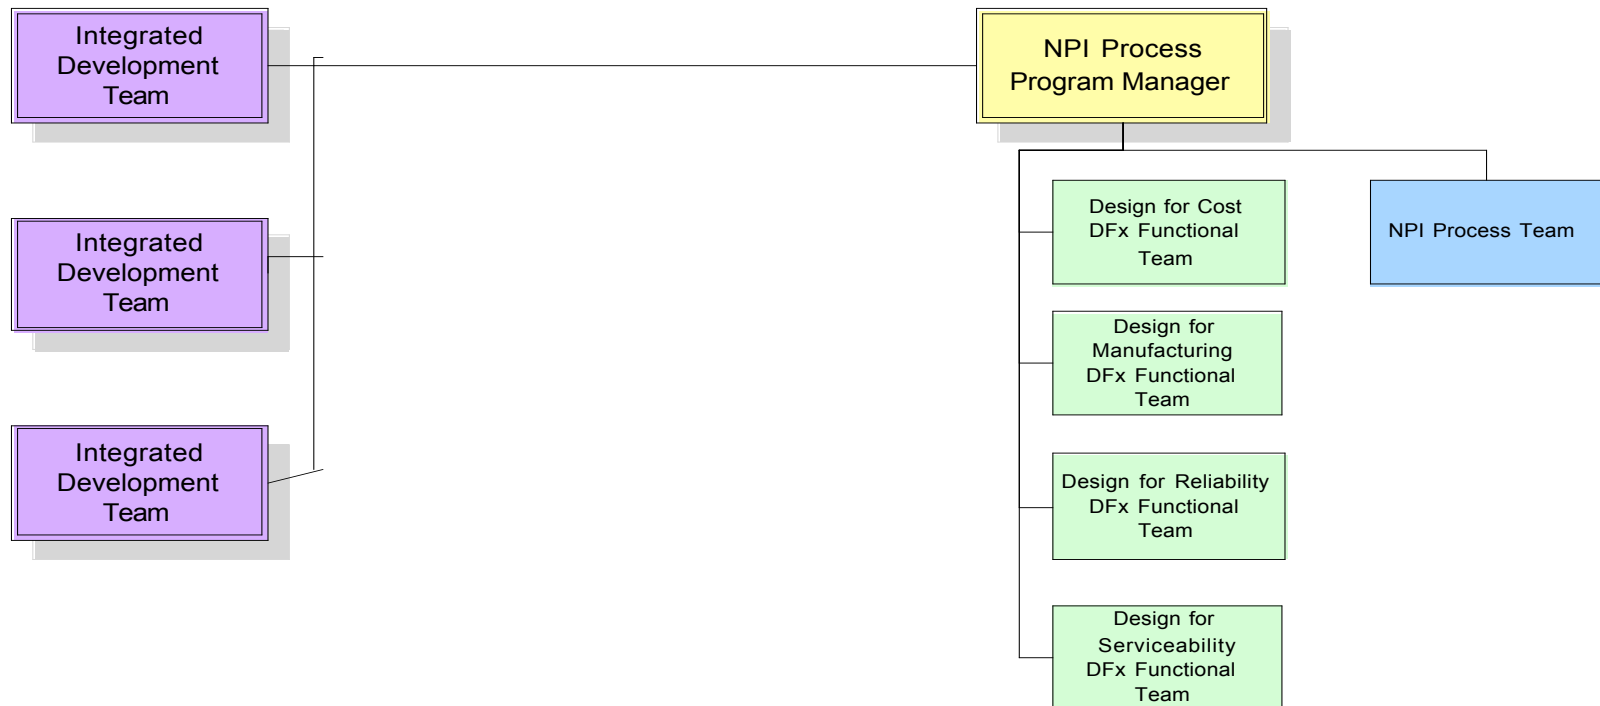 Integrated
Development
Team
NPI Process
Program Manager
Design for Cost
DFx Functional
Team
NPI Process Team
Integrated
Development
Team
Design for
Manufacturing
DFx Functional
Team
Integrated
Development
Team
Design for Reliability
DFx Functional
Team
Design for
Serviceability
DFx Functional
Team